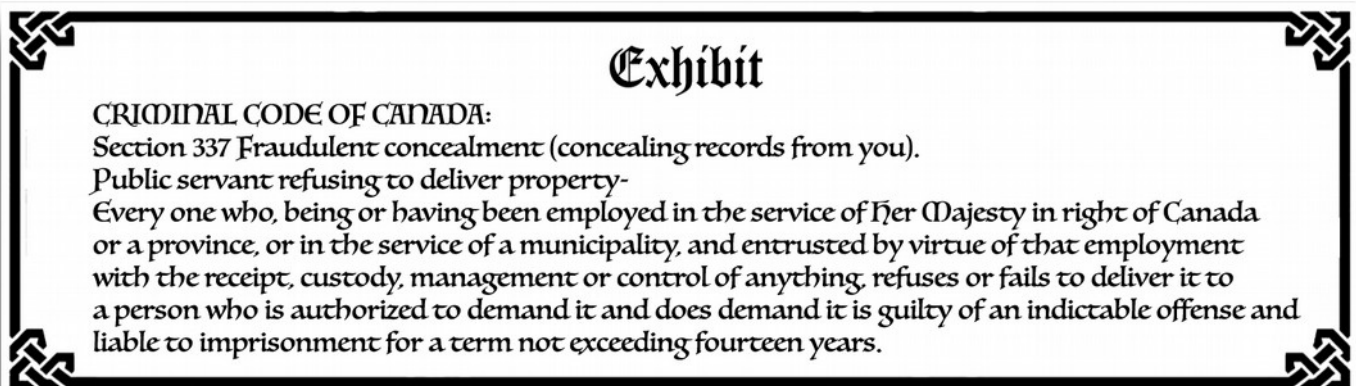 Exhibit
CRIMINAL CODE OF CANADA:
Section 337 Fraudulent concealment (concealing records from you).
Public servant refusing to deliver property-
Every one who, being or having been employed in the service of Her Majesty in right of Canada
or a province, or in the service of a municipality, and entrusted by virtue of that employment
with the receipt, custody, management or control of anything, refuses or fails to deliver it to
a person who is authorized to demand it and does demand it is guilty of an indictable offense and
liable to imprisonment for a term not exceeding fourteen years.